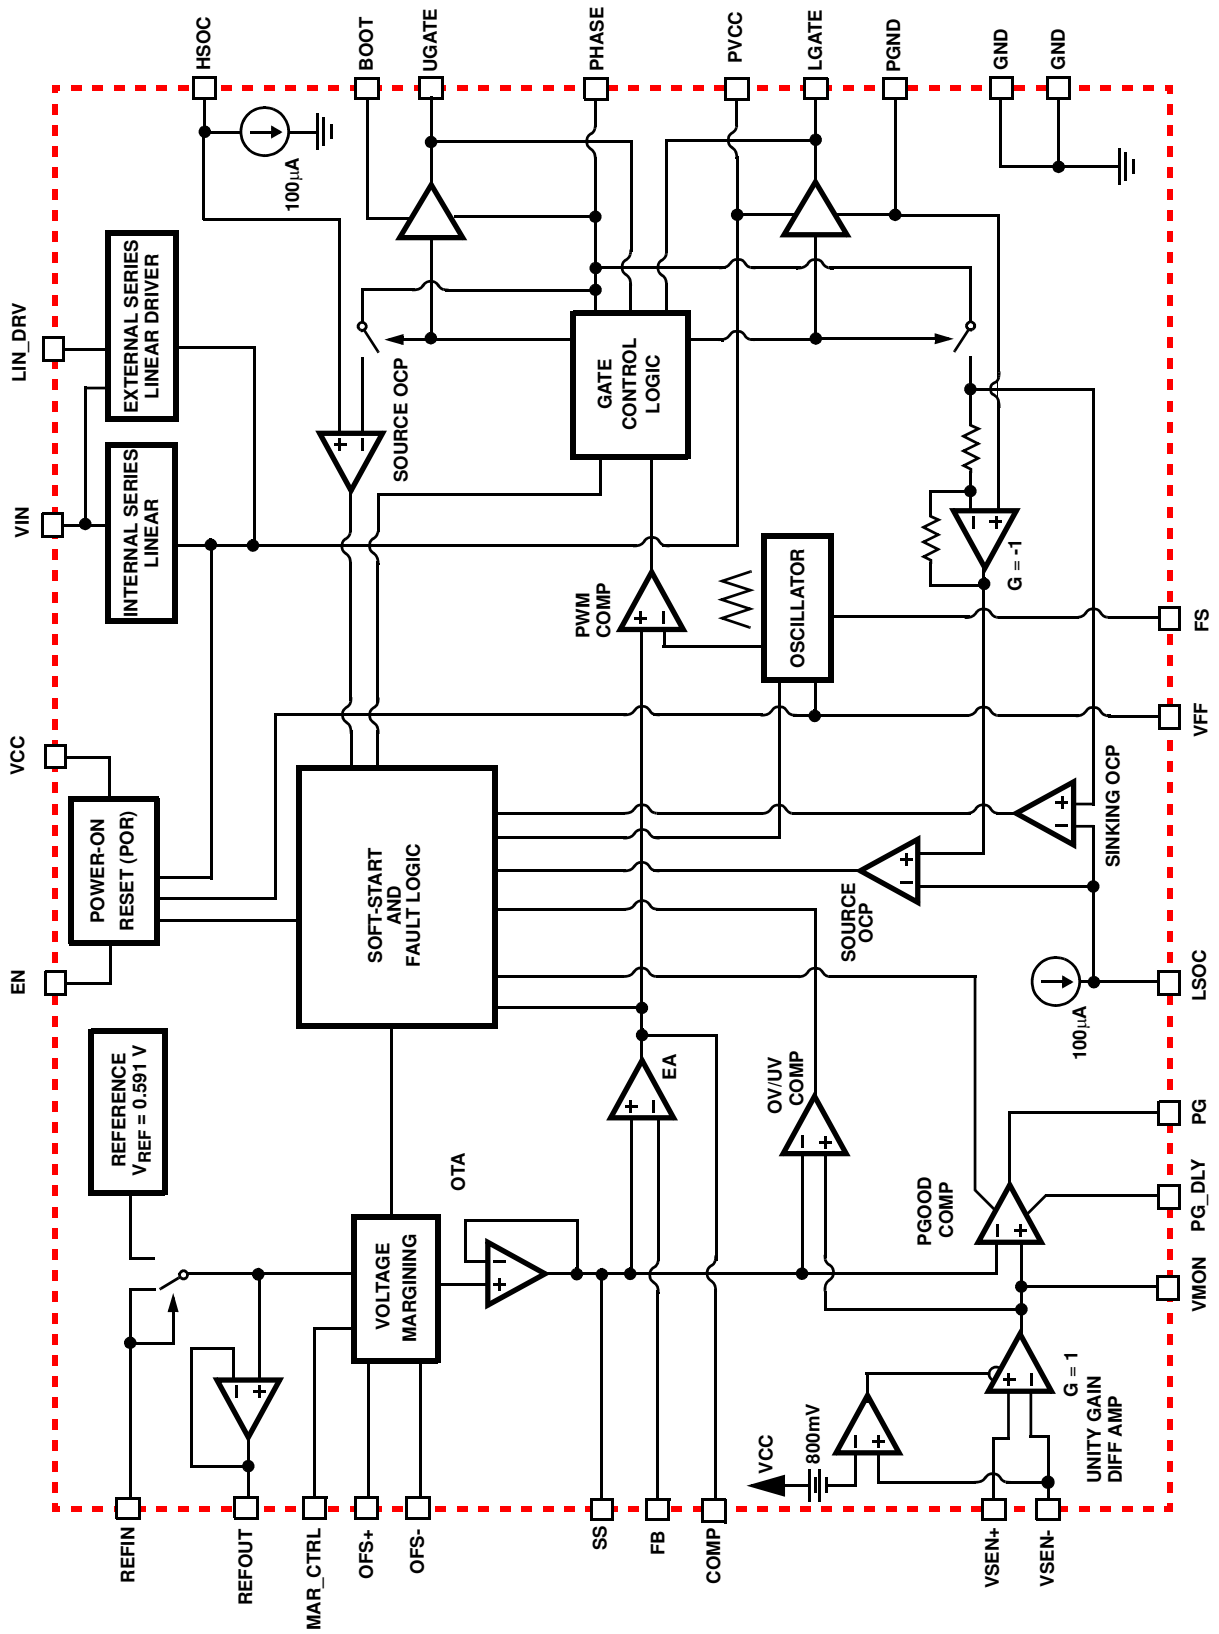 HSOC
BOOT
UGATE
PHASE
PVCC
LGATE
PGND
GND
GND
100µA
LIN_DRV
VIN
VCC
EN
EXTERNAL SERIES
LINEAR DRIVER
INTERNAL SERIES
LINEAR
POWER-ON
RESET (POR)
REFERENCE
VREF = 0.591 V
+
–
SOURCE OCP
GATE
CONTROL
LOGIC
PWM
COMP
+
–
OSCILLATOR
–
+
G = -1
FS
VFF
SOFT-START
AND
FAULT LOGIC
–
+
SINKING OCP
–
+
SOURCE
OCP
100µA
LSOC
EA
+
–
OV/UV
COMP
–
+
OTA
–
+
VOLTAGE
MARGINING
PGOOD
COMP
–
+
PG
PG_DLY
VMON
–
+
VCC
800mV
–
+
+
–
G = 1
UNITY GAIN
DIFF AMP
REFIN
REFOUT
MAR_CTRL
OFS+
OFS-
SS
FB
COMP
VSEN+
VSEN-